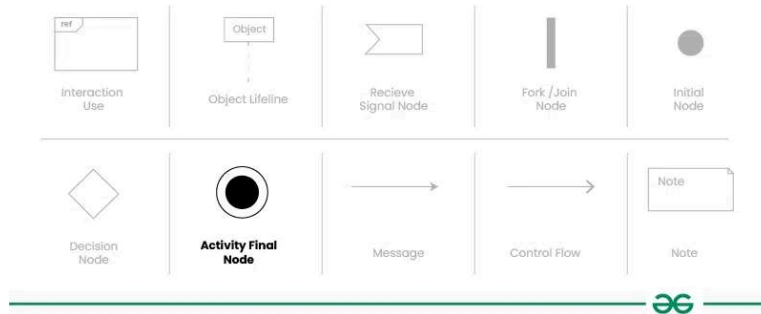 ref
Object
Interaction
Use
Object Lifeline
Recieve
Signal Node
Fork /Join
Node
Initial
Node
Note
Decision
Node
Activity Final
Node
Message
Control Flow
Note